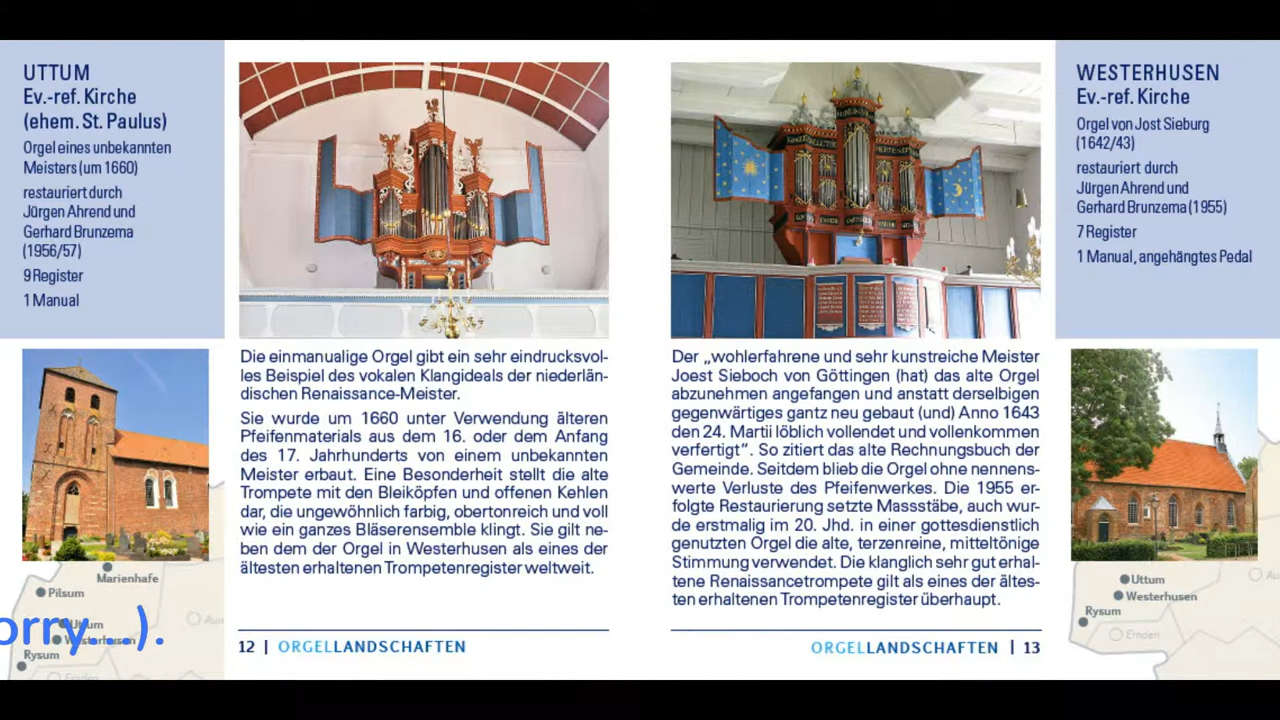 UTTUM
Ev.-ref. Kirche
(ehem. St. Paulus)
Orgel eines unbekannten
Meisters (um 1660)
restauriert durch
Jürgen Ahrend und
Gerhard Brunzema
(1956/57)
9 Register
1 Manual
Die einmanualige Orgel gibt ein sehr eindrucksvol-
les Beispiel des vokalen Klangideals der niederlän-
dischen Renaissance-Meister.
Sie wurde um 1660 unter Verwendung älteren
Pfeifenmaterials aus dem 16. oder dem Anfang
des 17. Jahrhunderts von einem unbekannten
Meister erbaut. Eine Besonderheit stellt die alte
Trompete mit den Bleiköpfen und offenen Kehlen
dar, die ungewöhnlich farbig, obertonreich und voll
wie ein ganzes Bläserensemble klingt. Sie gilt ne-
ben dem der Orgel in Westerhusen als eines der
ältesten erhaltenen Trompetenregister weltweit.
Marienhafe
Pilsum
Uttum
Westerhusen
Rysum
Emden
orry...).
12 | ORGELLANDSCHAFTEN
WESTERHUSEN
Ev.-ref. Kirche
Orgel von Jost Sieburg
(1642/43)
restauriert durch
Jürgen Ahrend und
Gerhard Brunzema (1955)
7 Register
1 Manual, angehängtes Pedal
Der „wohlerfahrene und sehr kunstreiche Meister
Joest Sieboch von Göttingen (hat) das alte Orgel
abzunehmen angefangen und anstatt derselbigen
gegenwärtiges gantz neu gebaut (und) Anno 1643
den 24. Martii löblich vollendet und vollenkommen
verfertigt“. So zitiert das alte Rechnungsbuch der
Gemeinde. Seitdem blieb die Orgel ohne nennens-
werte Verluste des Pfeifenwerkes. Die 1955 er-
folgte Restaurierung setzte Massstäbe, auch wur-
de erstmalig im 20. Jhd. in einer gottesdienstlich
genutzten Orgel die alte, terzenreine, mitteltönige
Stimmung verwendet. Die klanglich sehr gut erhal-
tene Renaissancetrompete gilt als eines der ältes-
ten erhaltenen Trompetenregister überhaupt.
Uttum
Westerhusen
Rysum
Emden
ORGELLANDSCHAFTEN | 13